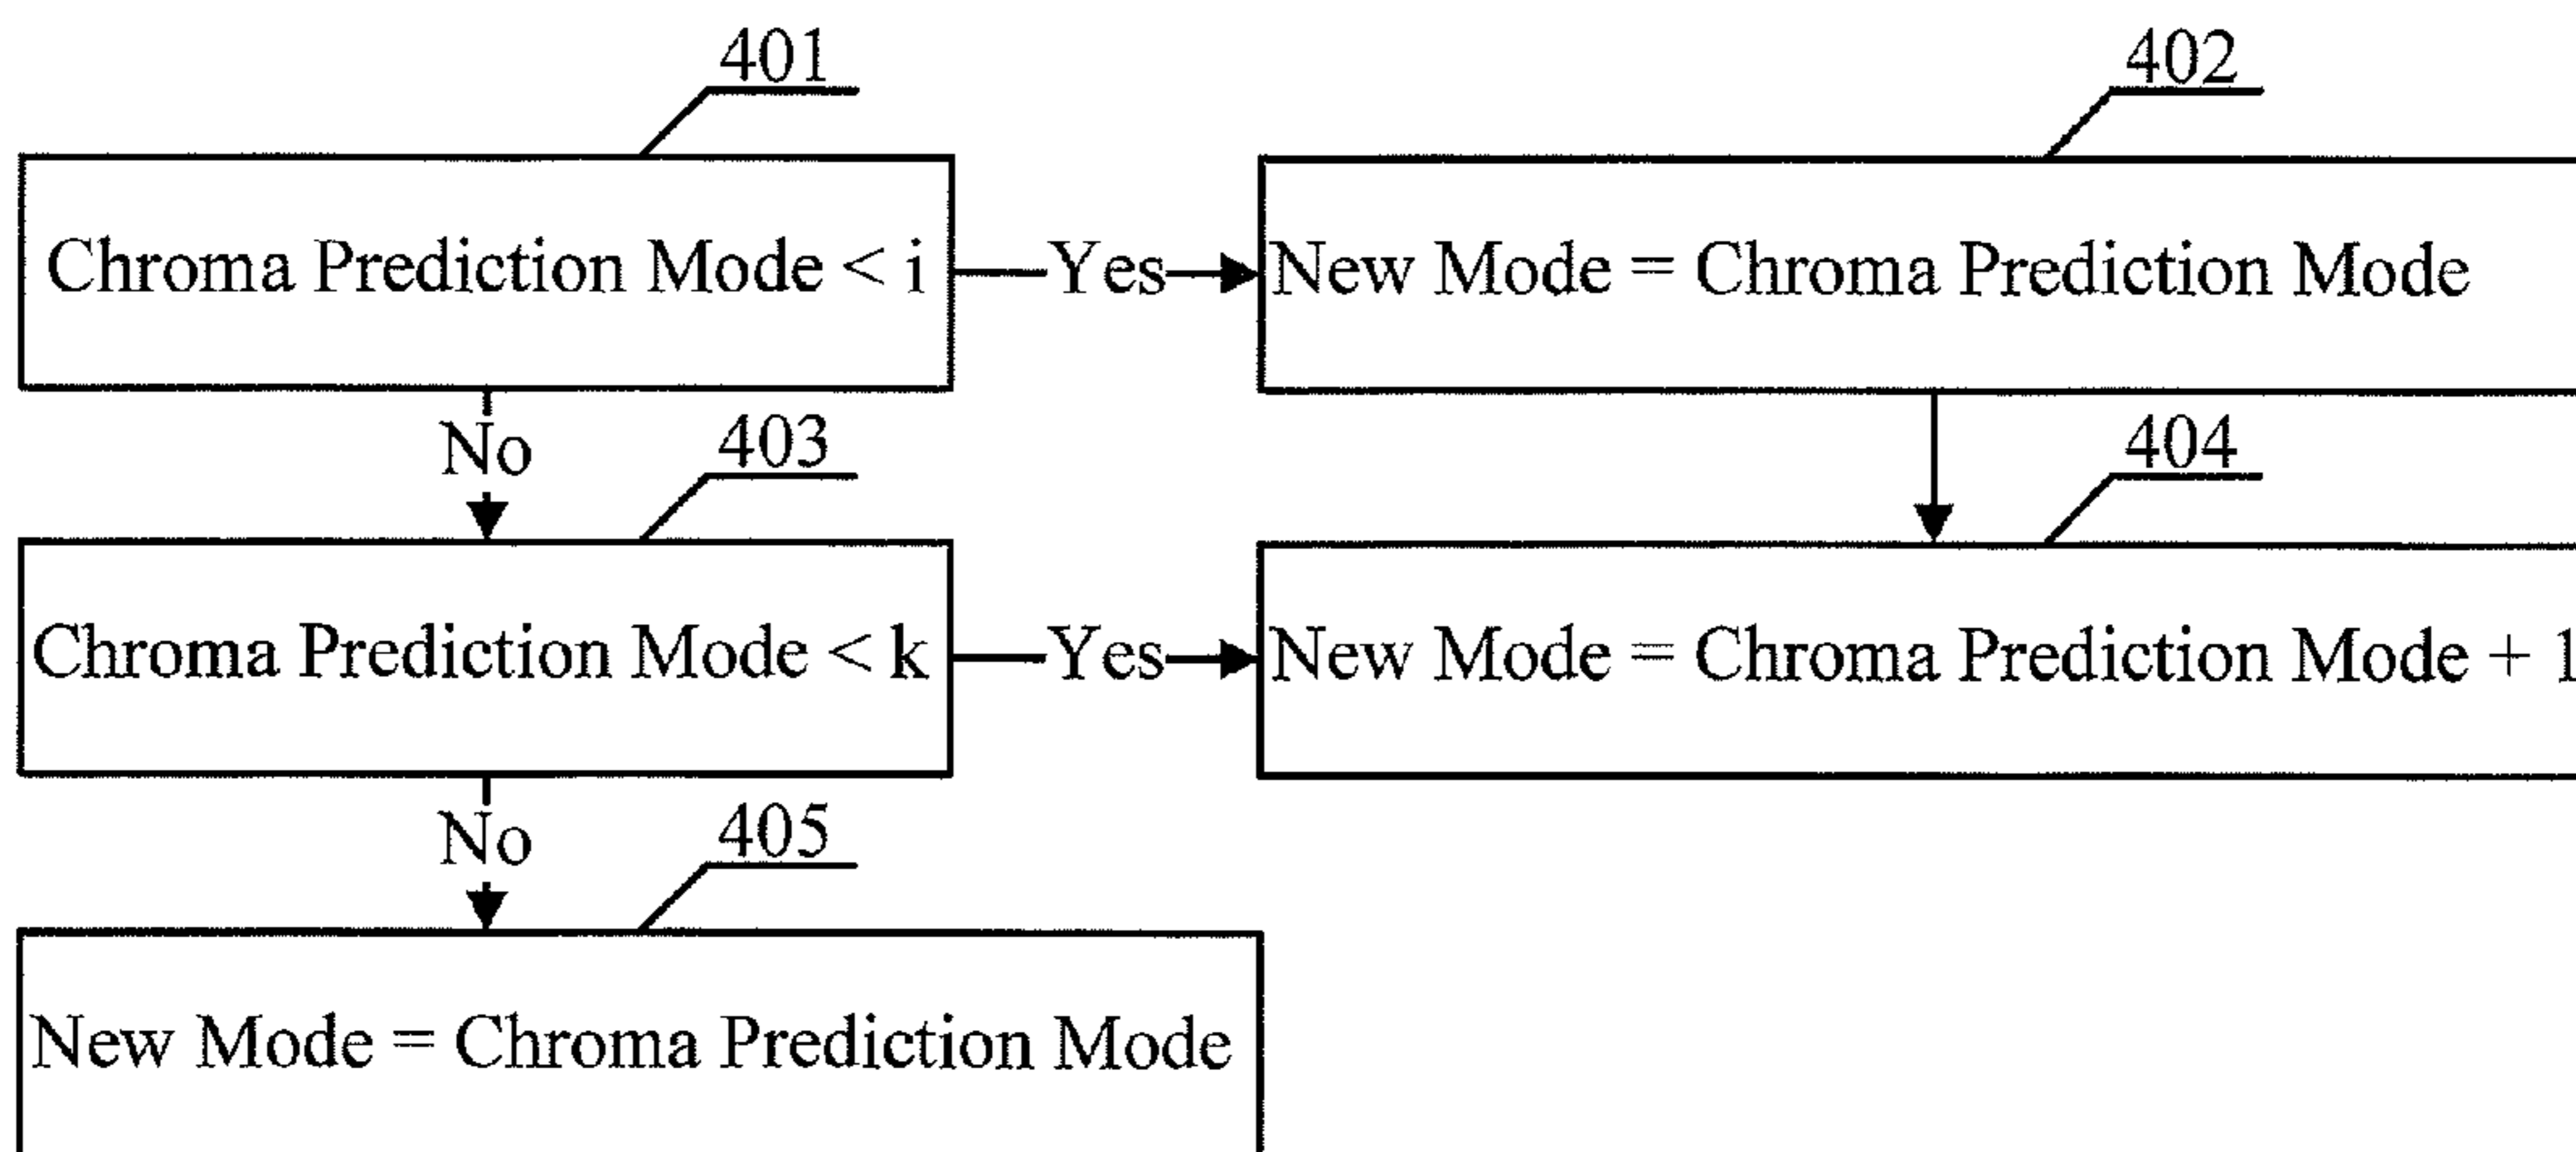 401
402
Chroma Prediction Mode < i
Yes
New Mode = Chroma Prediction Mode
No
403
404
Chroma Prediction Mode < k
Yes
New Mode = Chroma Prediction Mode + 1
No
405
New Mode = Chroma Prediction Mode